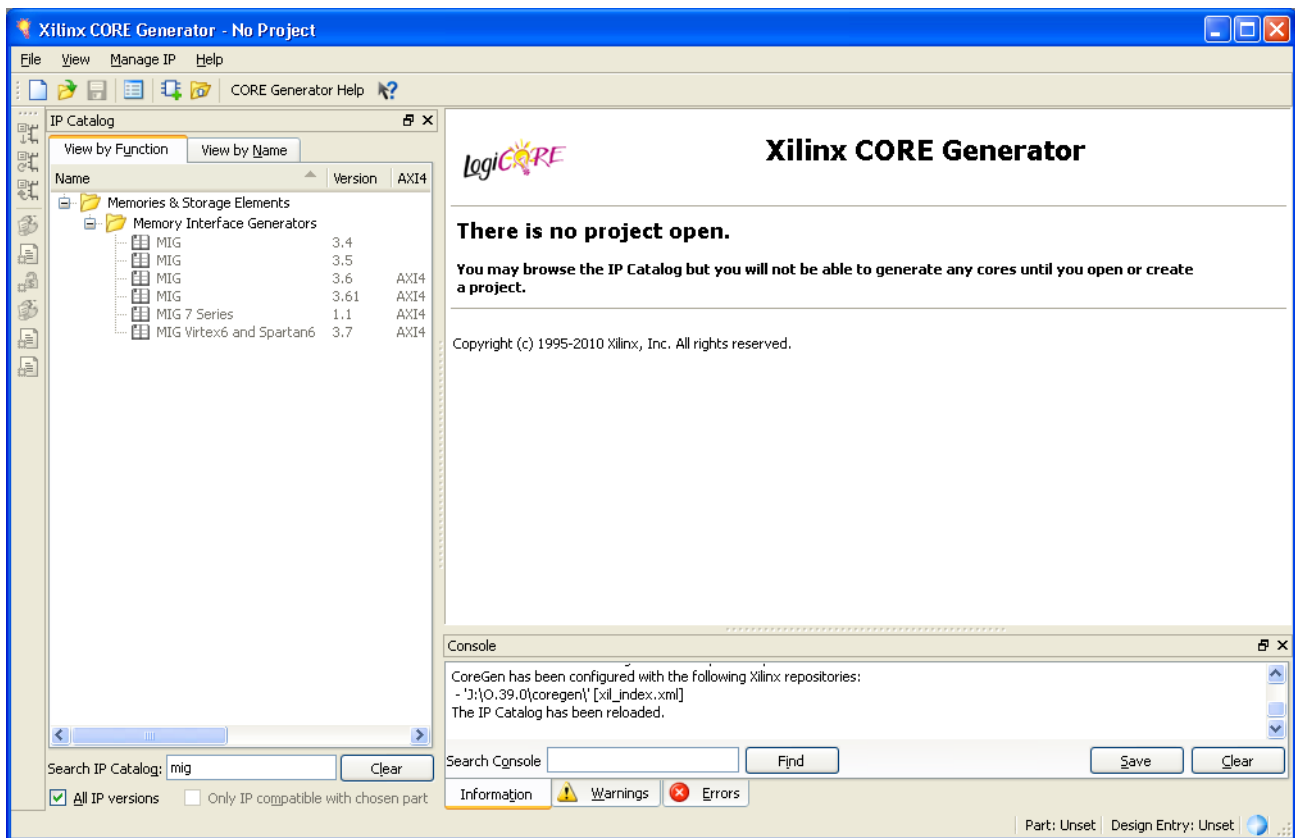 Xilinx CORE Generator - No Project
File View Manage IP Help
CORE Generator Help
IP Catalog
View by Function View by Name
Name Version AXI4
Memories & Storage Elements
Memory Interface Generators
MIG 3.4
MIG 3.5
MIG 3.6 AXI4
MIG 3.61 AXI4
MIG 7 Series 1.1 AXI4
MIG Virtex6 and Spartan6 3.7 AXI4
Search IP Catalog: mig Clear
All IP versions Only IP compatible with chosen part
LogiCORE
Xilinx CORE Generator
There is no project open.
You may browse the IP Catalog but you will not be able to generate any cores until you open or create
a project.
Copyright (c) 1995-2010 Xilinx, Inc. All rights reserved.
Console
CoreGen has been configured with the following Xilinx repositories:
- 'J:\O.39.0\coregen\' [xil_index.xml]
The IP Catalog has been reloaded.
Search Console Find Save Clear
Information Warnings Errors
Part: Unset Design Entry: Unset